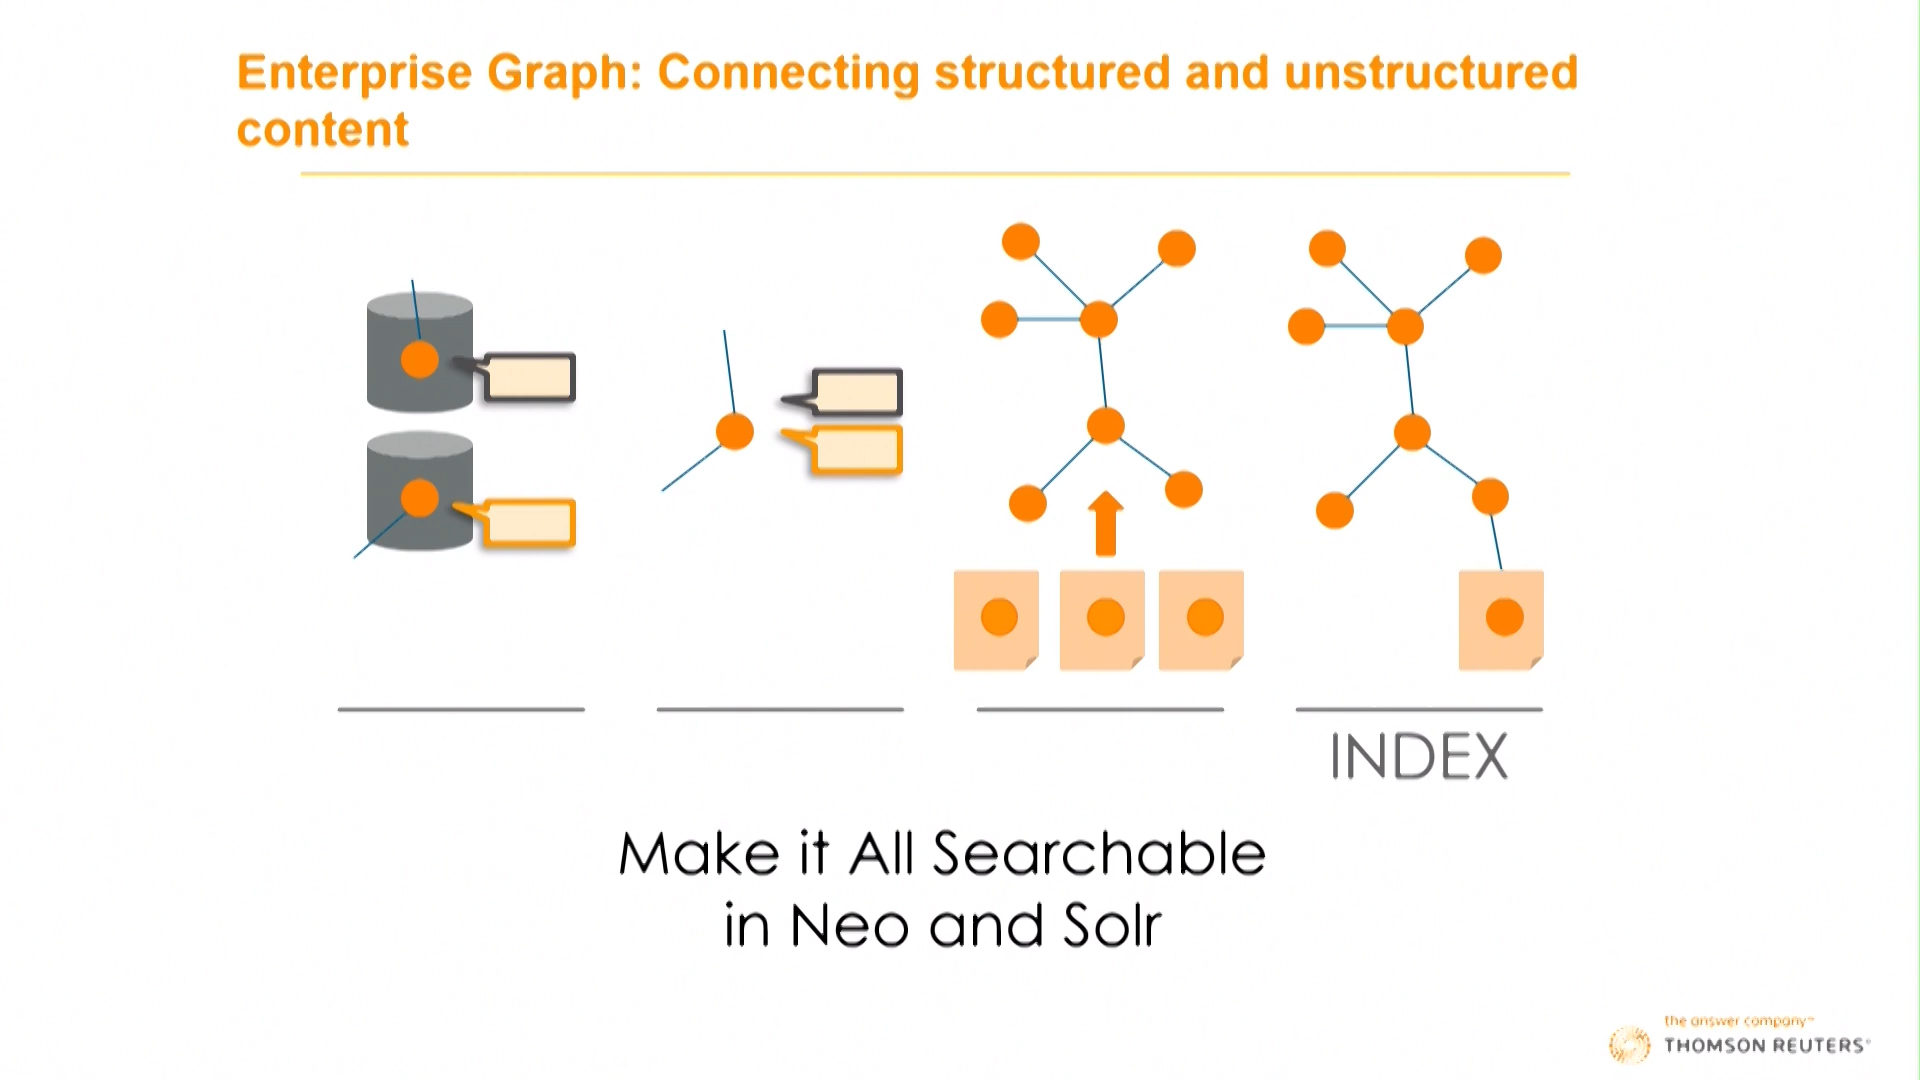 Enterprise Graph: Connecting structured and unstructured
content
INDEX
Make it All Searchable
in Neo and Solr
the answer company™
THOMSON REUTERS®